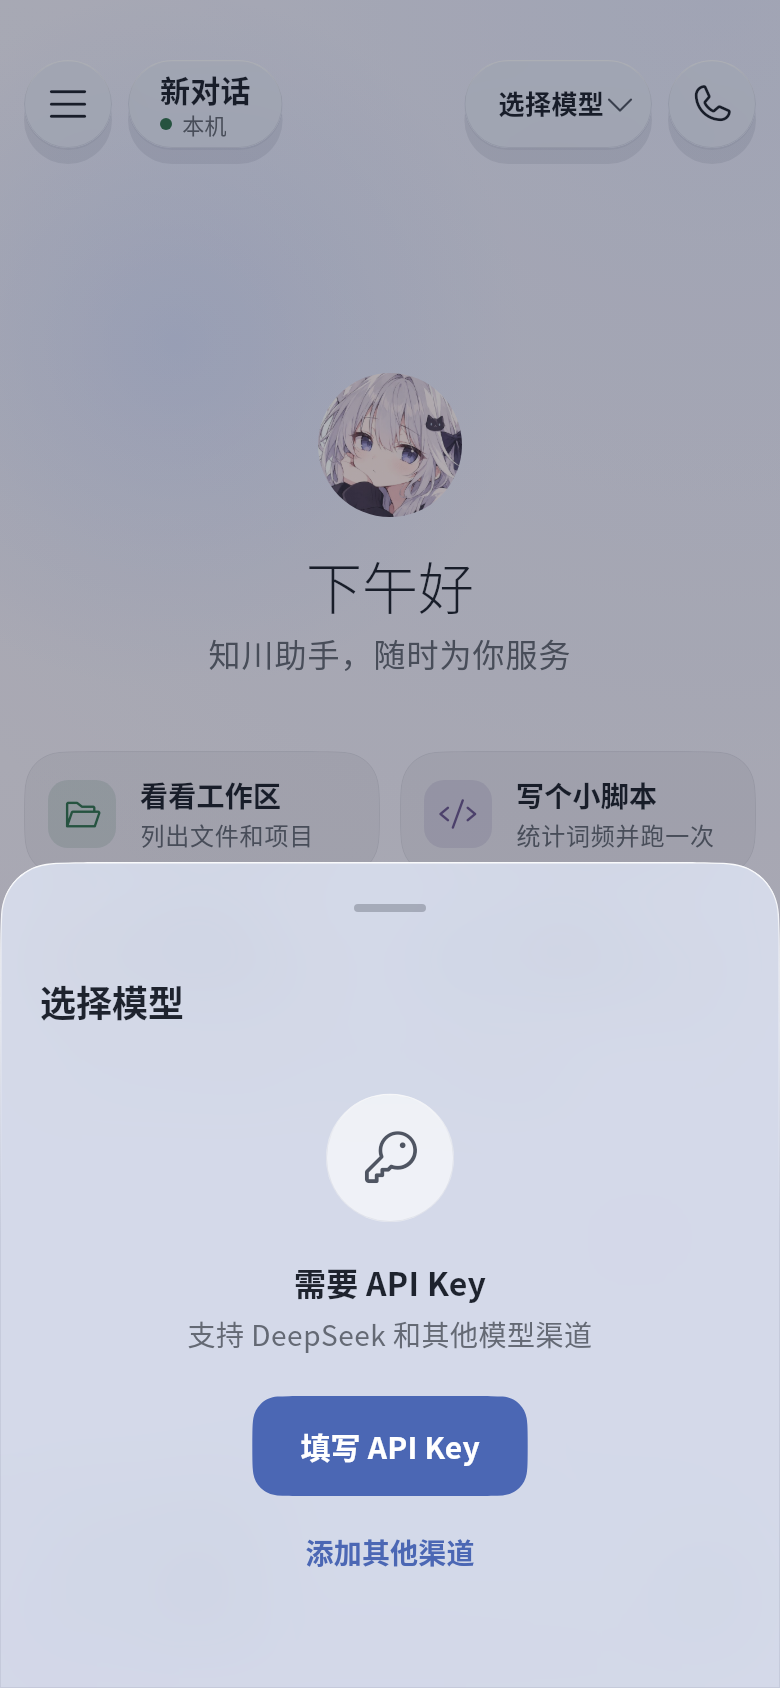 新对话
本机
选择模型
下午好
知川助手，随时为你服务
看看工作区
列出文件和项目
写个小脚本
统计词频并跑一次
选择模型
需要 API Key
支持 DeepSeek 和其他模型渠道
填写 API Key
添加其他渠道